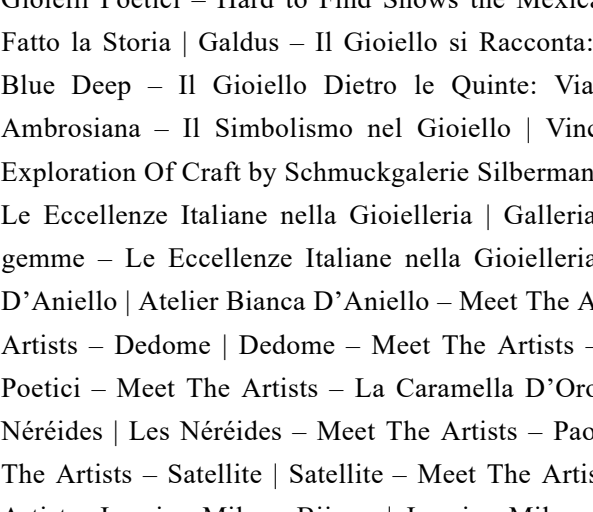 Gioielli Poetici – Hard to Find Shows the
Fatto la Storia | Galdus – Il Gioiello si Racconta:
Blue Deep – Il Gioiello Dietro le Quinte: Via
Ambrosiana – Il Simbolismo nel Gioiello | Vinc
Exploration Of Craft by Schmuckgalerie Silberman
Le Eccellenze Italiane nella Gioielleria | Galleria
gemme – Le Eccellenze Italiane nella Gioielleria
D’Aniello | Atelier Bianca D’Aniello – Meet The A
Artists – Dedome | Dedome – Meet The Artists –
Poetici – Meet The Artists – La Caramella D’Oro
Néréides | Les Néréides – Meet The Artists – Pao
The Artists – Satellite | Satellite – Meet The Artis